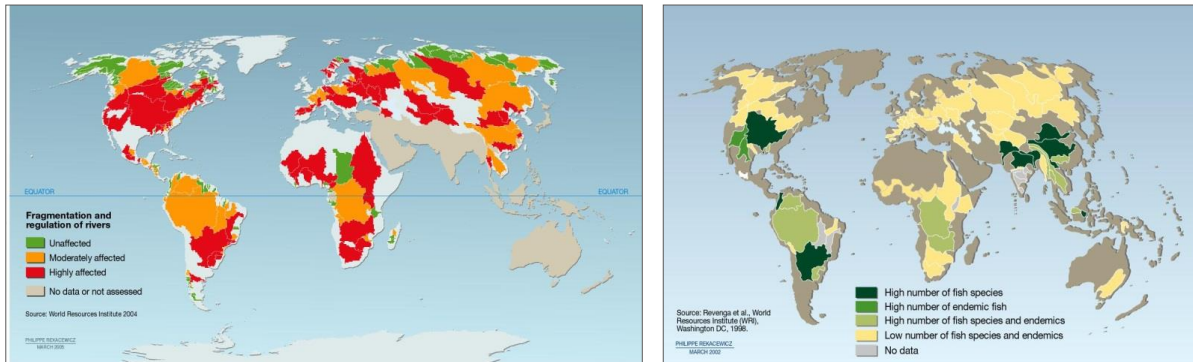 EQUATOR
EQUATOR
Fragmentation and
regulation of rivers
Unaffected
Moderately affected
Highly affected
No data or not assessed
Source: World Resources Institute 2004
PHILIPPE REKACEWICZ
MARCH 2005
High number of fish species
High number of endemic fish
High number of fish species and endemics
Low number of fish species and endemics
No data
Source: Revenga et al., World
Resources Institute (WRI),
Washington DC, 1998.
PHILIPPE REKACEWICZ
MARCH 2002